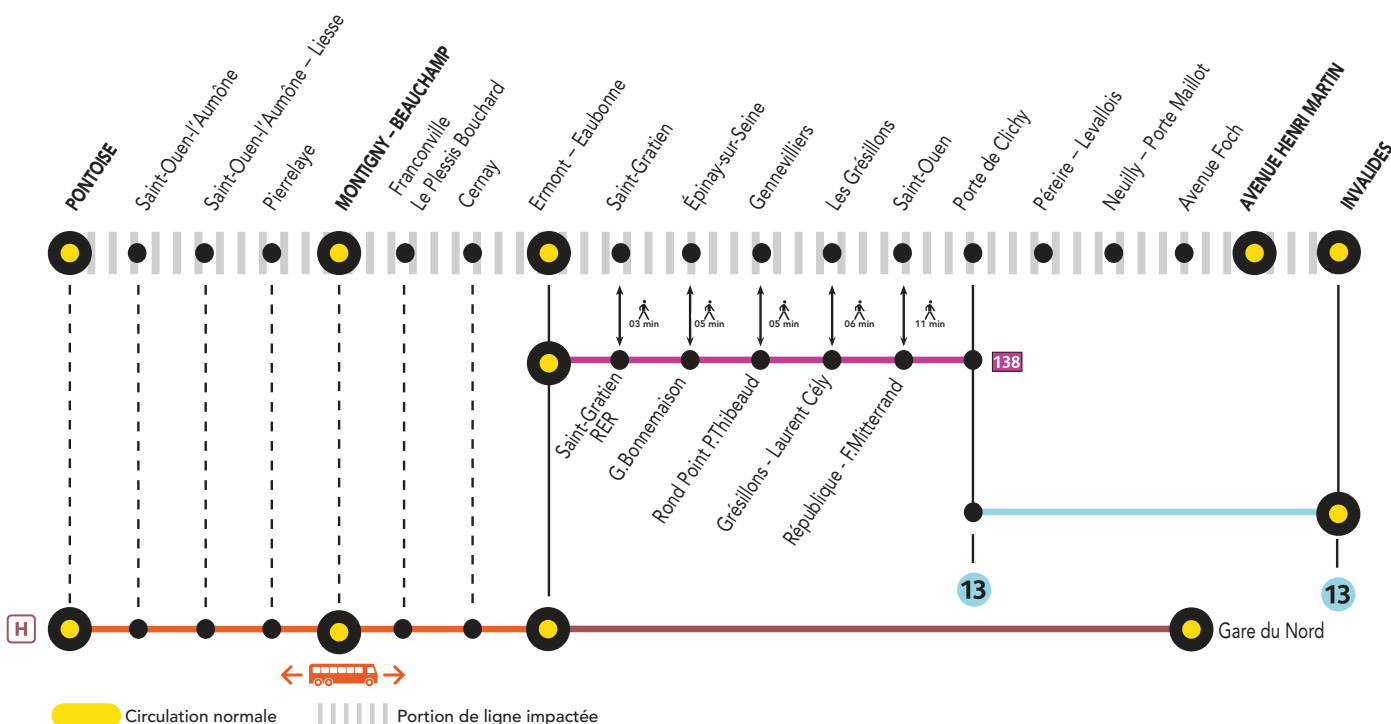 PONTOISE
Saint-Ouen-l'Aumône
Saint-Ouen-l'Aumône – Liesse
Pierrelaye
MONTIGNY – BEAUCHAMP
Franconville
Le Plessis Bouchard
Cernay
Ermont – Eaubonne
Saint-Gratien
Épinay-sur-Seine
Gennevilliers
Les Grésillons
Saint-Ouen
Porte de Clichy
Péreire – Levallois
Neuilly – Porte Maillot
Avenue Foch
AVENUE HENRI MARTIN
INVALIDES
03 min
05 min
05 min
06 min
11 min
138
Saint-Gratien
RER
G.Bonnemaison
Rond Point P.Thibeaud
Grésillons - Laurent Cély
République - F.Mitterrand
13
13
H
Gare du Nord
Circulation normale
Portion de ligne impactée